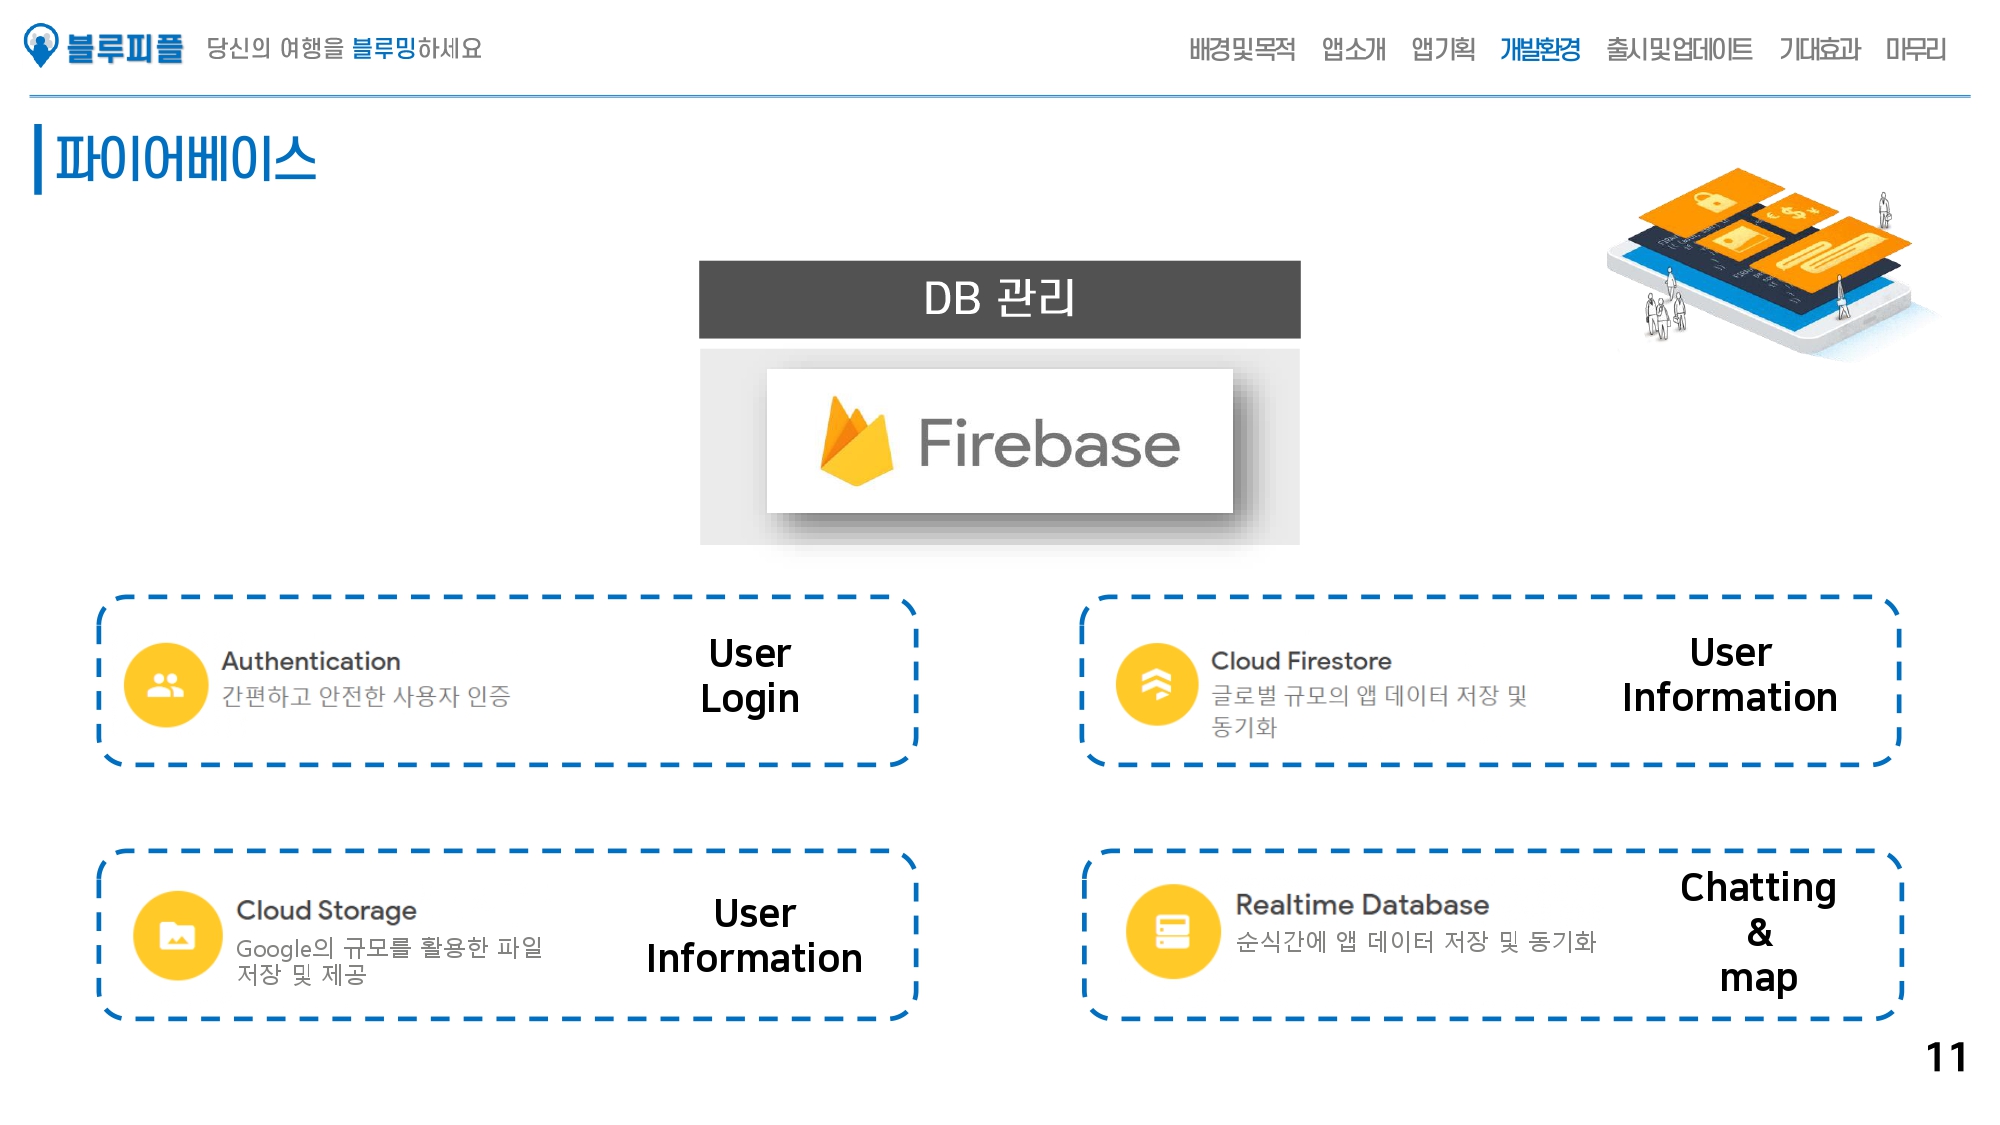 블루피플 당신의 여행을 블루밍하세요
배경및목적 앱소개 앱기획 개발환경 출시및업데이트 기대효과 마무리
파이어베이스
DB 관리
Firebase
Authentication
간편하고 안전한 사용자 인증
User
Login
Cloud Firestore
글로벌 규모의 앱 데이터 저장 및
동기화
User
Information
Cloud Storage
Google의 규모를 활용한 파일
저장 및 제공
User
Information
Realtime Database
순식간에 앱 데이터 저장 및 동기화
Chatting
&
map
11